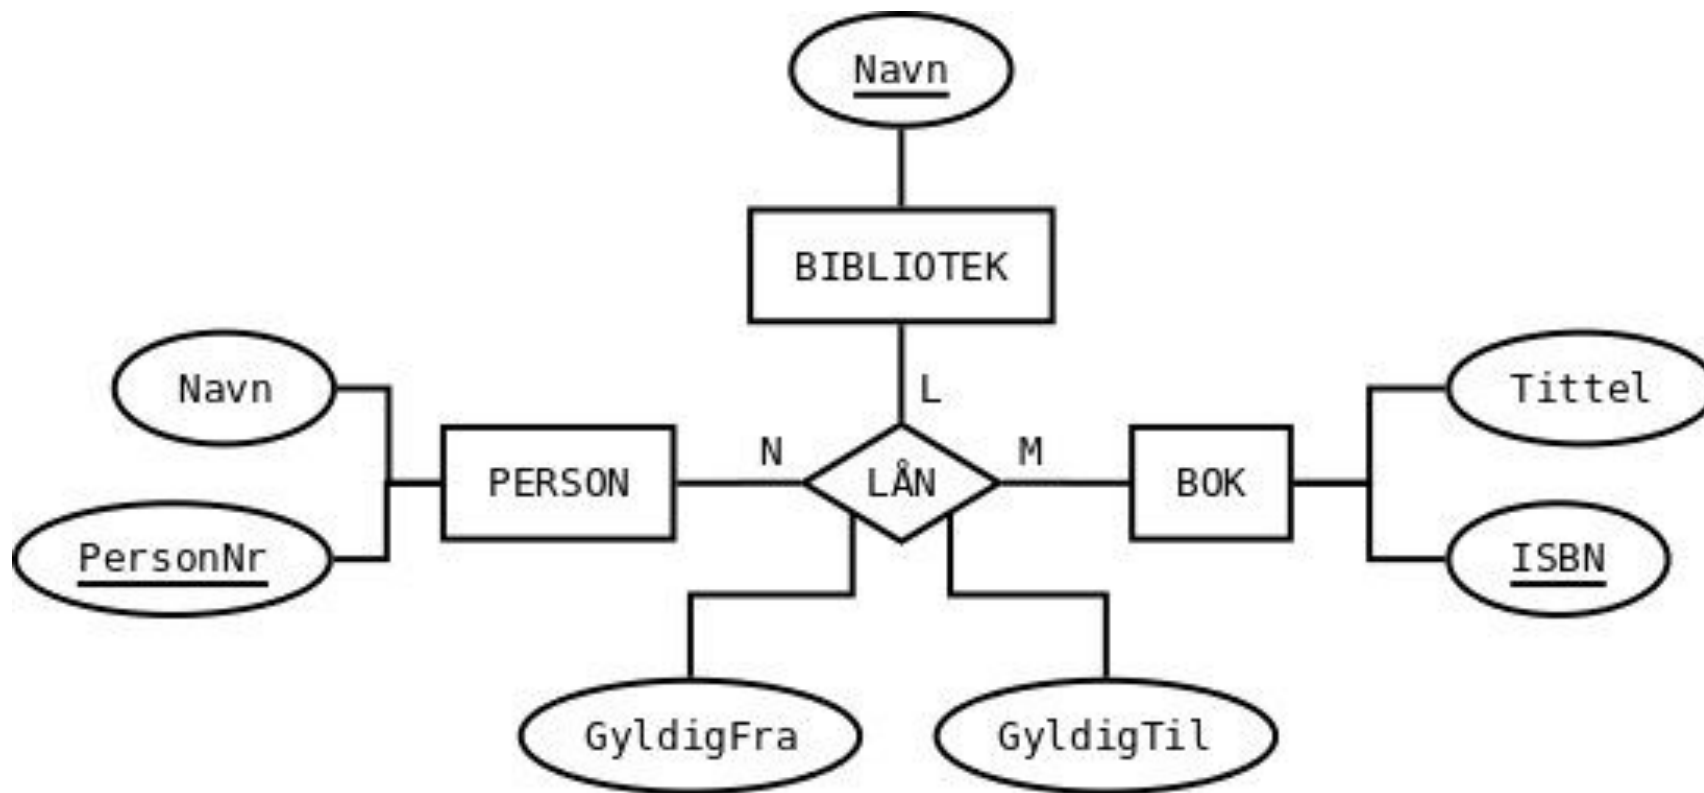 Navn
BIBLIOTEK
L
Navn
Tittel
N
M
PERSON
LÅN
BOK
PersonNr
ISBN
GyldigFra
GyldigTil